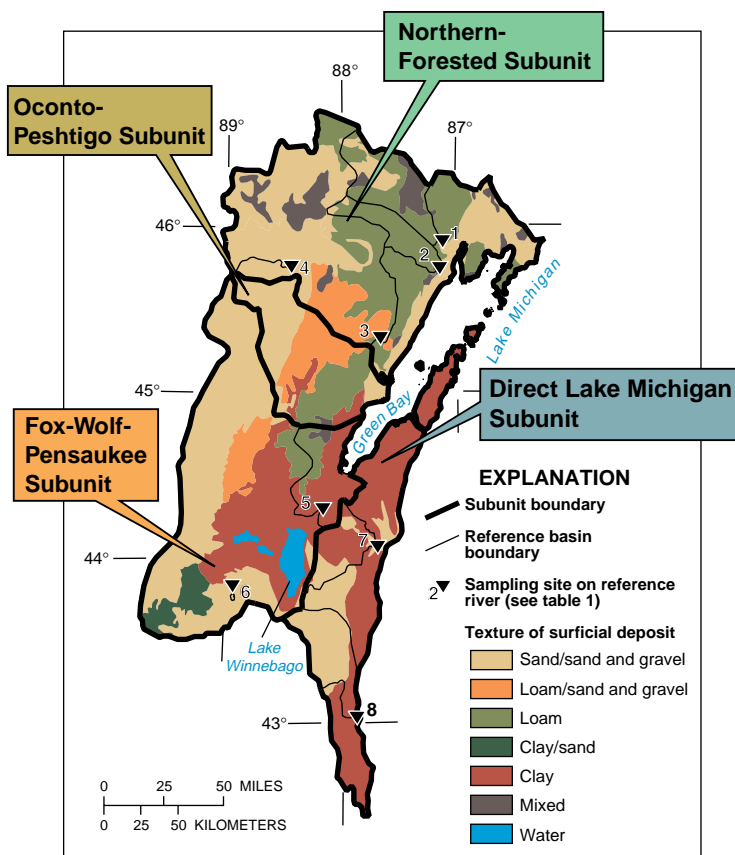 Northern-
Forested Subunit
88°
Oconto-
Peshtigo Subunit
89°
87°
46°
1
2
4
3
Lake Michigan
45°
Direct Lake Michigan
Subunit
Green Bay
Fox-Wolf-
Pensaukee
Subunit
EXPLANATION
Subunit boundary
5
Reference basin
boundary
7
44°
Sampling site on reference
river (see table 1)
2
6
Texture of surficial deposit
Lake
Winnebago
Sand/sand and gravel
Loam/sand and gravel
Loam
8
43°
Clay/sand
Clay
0 25 50 MILES
Mixed
0 25 50 KILOMETERS
Water